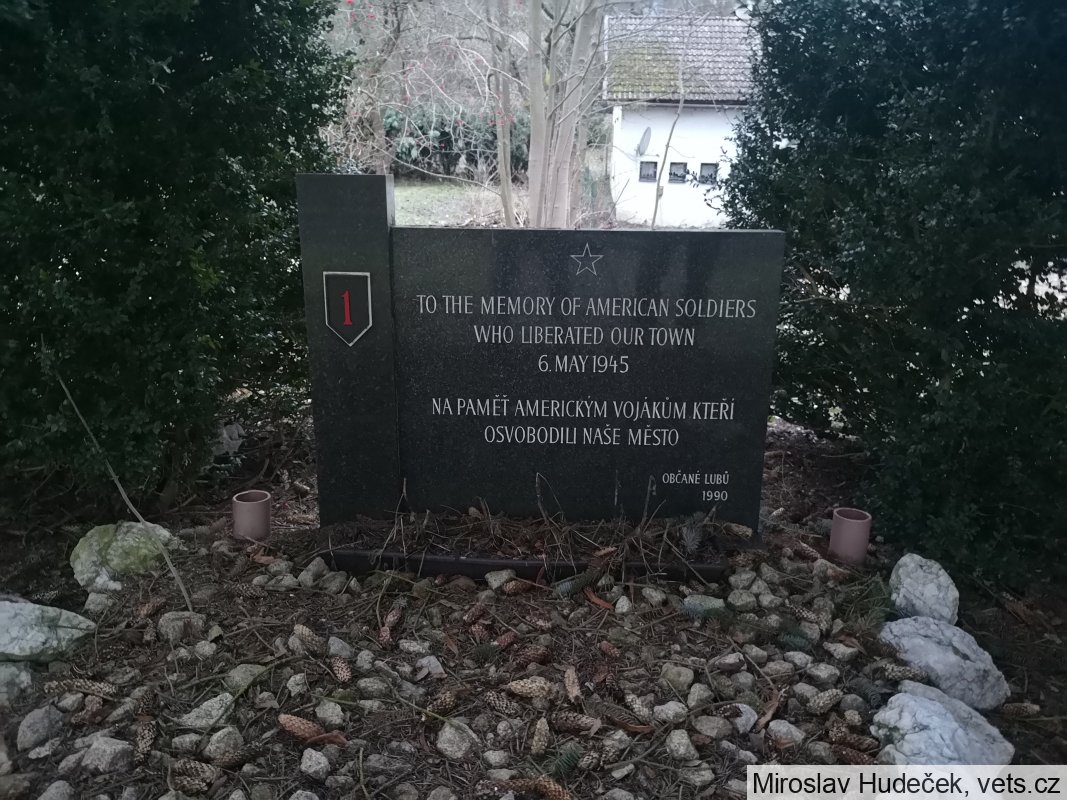 1
TO THE MEMORY OF AMERICAN SOLDIERS
WHO LIBERATED OUR TOWN
6. MAY 1945
NA PAMĚŤ AMERICKÝM VOJÁKŮM KTEŘÍ
OSVOBODILI NAŠE MĚSTO
OBČANÉ LUBŮ
1990
Miroslav Hudeček, vets.cz